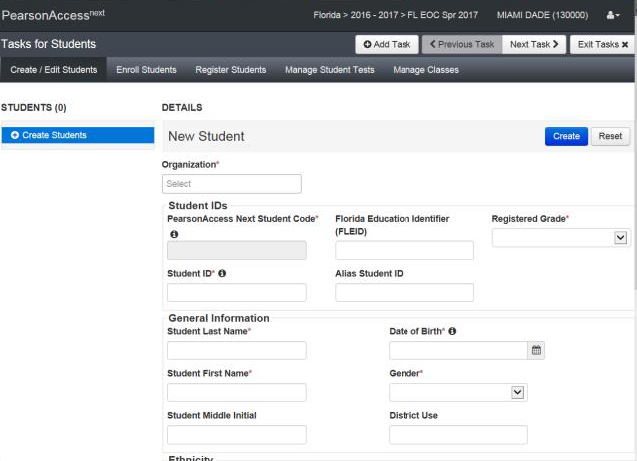 PearsonAccessnext
Florida > 2016 - 2017 > FL EOC Spr 2017 MIAMI DADE (130000)
Tasks for Students
Add Task Previous Task Next Task Exit Tasks
Create / Edit Students Enroll Students Register Students Manage Student Tests Manage Classes
STUDENTS (0) DETAILS
Create Students
New Student Create Reset
Organization*
Select
Student IDs
PearsonAccess Next Student Code* Florida Education Identifier Registered Grade*
(FLEID)
Student ID* Alias Student ID
General Information
Student Last Name* Date of Birth*
Student First Name* Gender*
Student Middle Initial District Use
Ethnicity